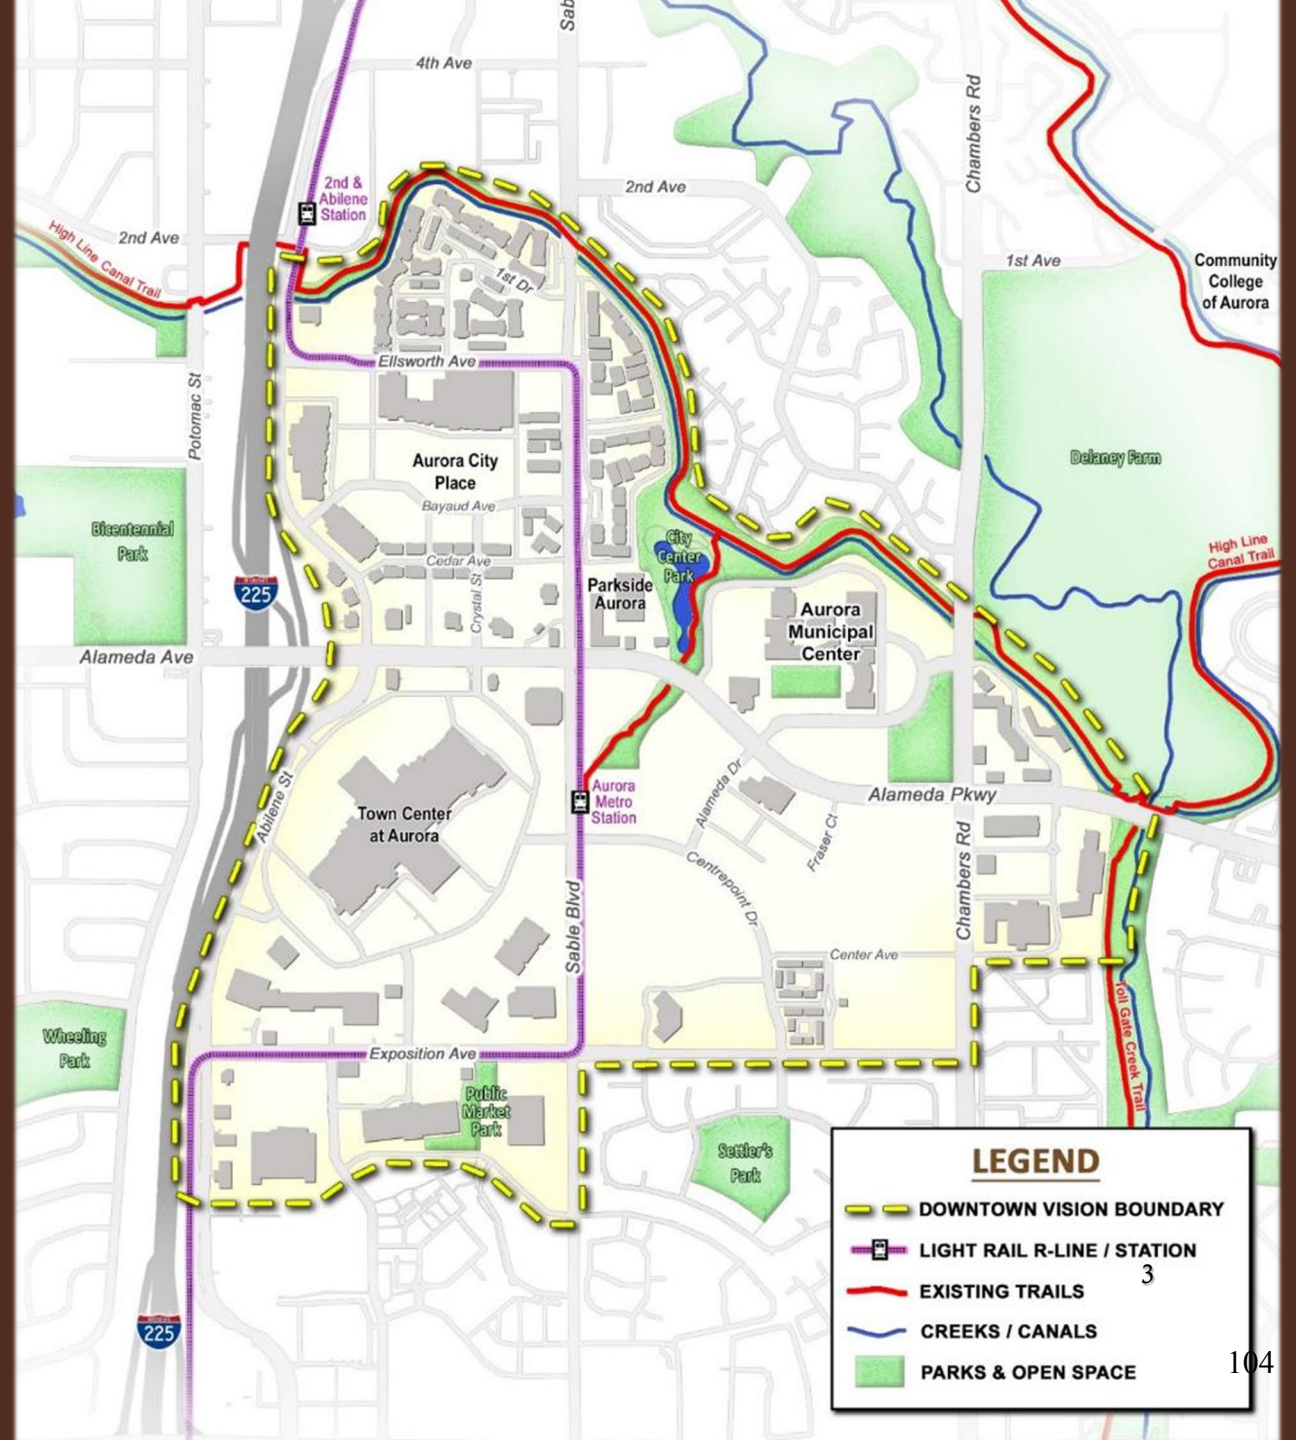 Sab
4th Ave
Chambers Rd
2nd &
Abilene
Station
2nd Ave
2nd Ave
High Line Canal Trail
1st Ave
Community
College
of Aurora
1st Dr
Ellsworth Ave
Potomac St
Aurora City
Place
Delaney Farm
Bayaud Ave
Bicentennial
Park
City
Center
Park
High Line
Canal Trail
Cedar Ave
225
Crystal St
Parkside
Aurora
Aurora
Municipal
Center
Alameda Ave
Aurora
Metro
Station
Alameda Dr
Alameda Pkwy
Abilene St
Town Center
at Aurora
Fraser Ct
Centrepoint Dr
Chambers Rd
Sable Blvd
Center Ave
Toll Gate Creek Trail
Wheeling
Park
Exposition Ave
Public
Market
Park
Settler's
Park
225
LEGEND
DOWNTOWN VISION BOUNDARY
LIGHT RAIL R-LINE / STATION
3
EXISTING TRAILS
CREEKS / CANALS
PARKS & OPEN SPACE
104